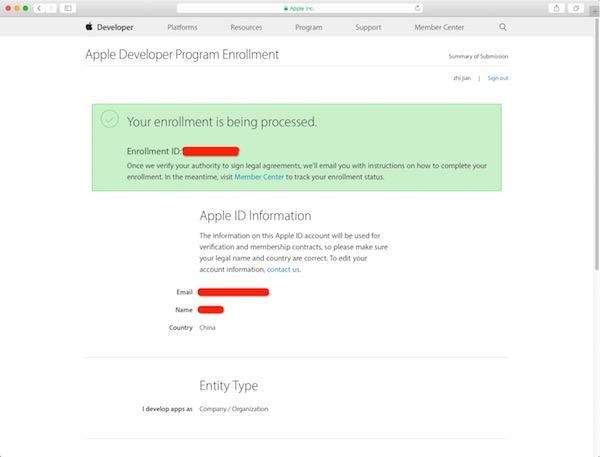 Apple Inc.
Developer Platforms Resources Program Support Member Center
Apple Developer Program Enrollment
Summary of Submission
zhi jian | Sign out
Your enrollment is being processed.
Enrollment ID:
Once we verify your authority to sign legal agreements, we'll email you with instructions on how to complete your
enrollment. In the meantime, visit Member Center to track your enrollment status.
Apple ID Information
The information on this Apple ID account will be used for
verification and membership contracts, so please make sure
your legal name and country are correct. To edit your
account information, contact us.
Email
Name
Country China
Entity Type
I develop apps as Company / Organization